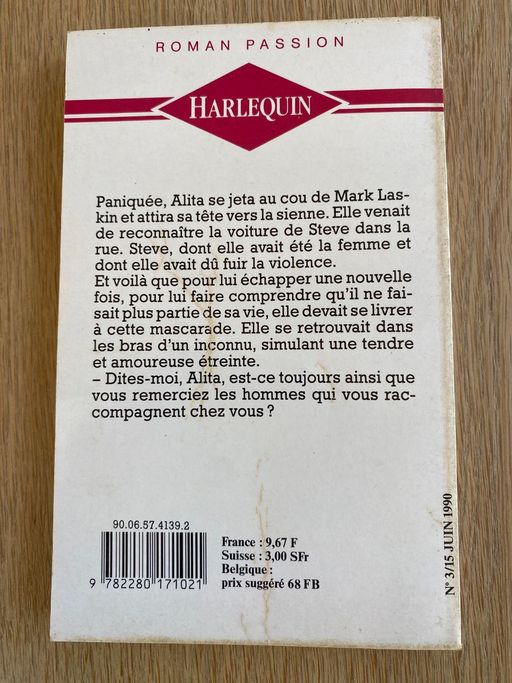 ROMAN PASSION
HARLEQUIN
Paniquée, Alita se jeta au cou de Mark Las-
kin et attira sa tête vers la sienne. Elle venait
de reconnaître la voiture de Steve dans la
rue. Steve, dont elle avait été la femme et
dont elle avait dû fuir la violence.
Et voilà que pour lui échapper une nouvelle
fois, pour lui faire comprendre qu'il ne fai-
sait plus partie de sa vie, elle devait se livrer
à cette mascarade. Elle se retrouvait dans
les bras d'un inconnu, simulant une tendre
et amoureuse étreinte.
– Dites-moi, Alita, est-ce toujours ainsi que
vous remerciez les hommes qui vous rac-
compagnent chez vous ?
90.06.57.4139.2
9 782280 171021
France : 9,67 F
Suisse : 3,00 SFr
Belgique :
prix suggéré 68 FB
N° 3/15 JUIN 1990